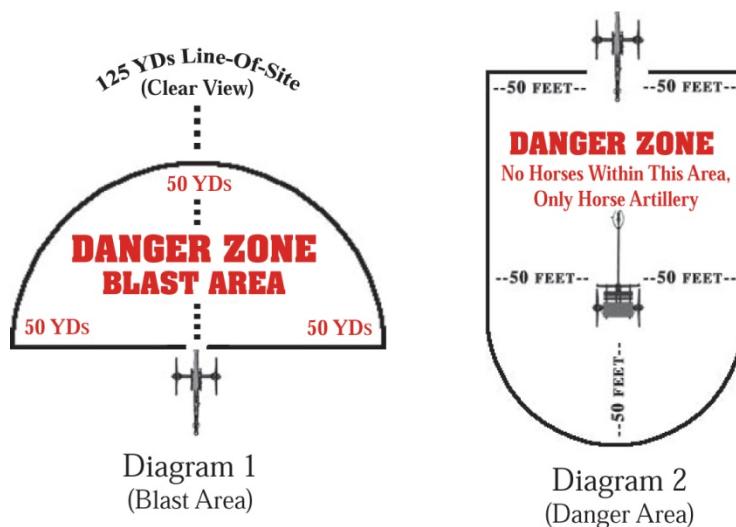 125 YDs Line-Of-Site
(Clear View)
50 YDs
DANGER ZONE
BLAST AREA
50 YDs
50 YDs
Diagram 1
(Blast Area)
--50 FEET--
--50 FEET--
DANGER ZONE
No Horses Within This Area,
Only Horse Artillery
--50 FEET--
--50 FEET--
--50 FEET--
Diagram 2
(Danger Area)